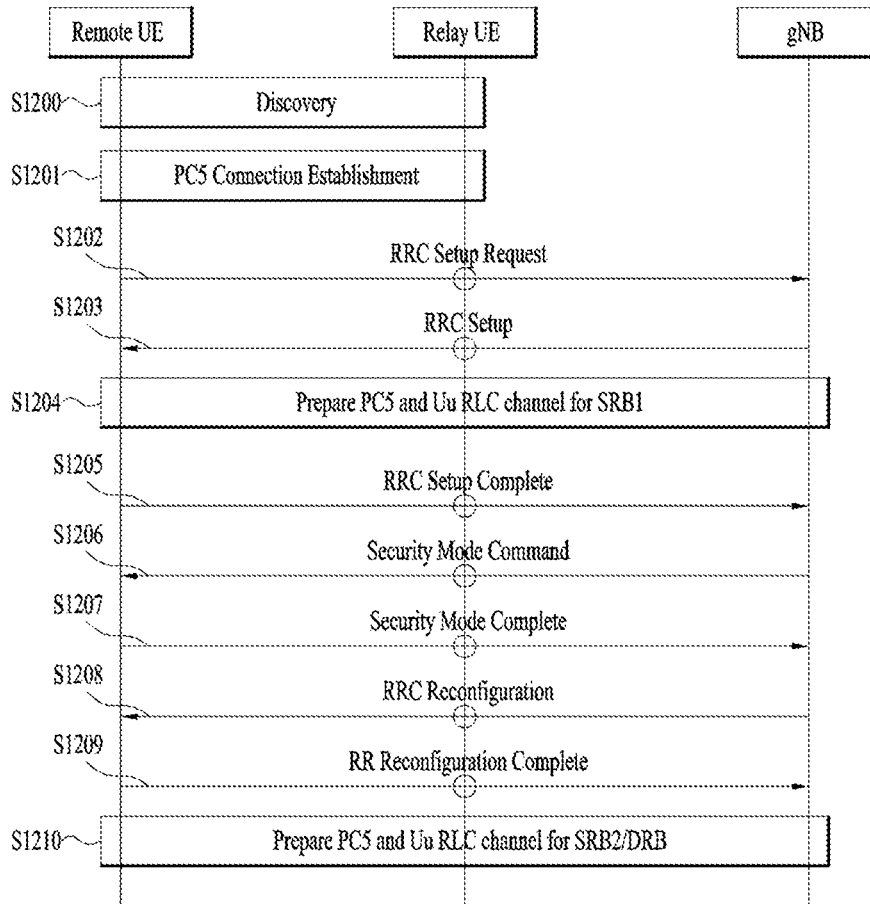 Remote UE Relay UE gNB
S1200 Discovery
S1201 PC5 Connection Establishment
S1202 RRC Setup Request
S1203 RRC Setup
S1204 Prepare PC5 and Uu RLC channel for SRB1
S1205 RRC Setup Complete
S1206 Security Mode Command
S1207 Security Mode Complete
S1208 RRC Reconfiguration
S1209 RR Reconfiguration Complete
S1210 Prepare PC5 and Uu RLC channel for SRB2/DRB